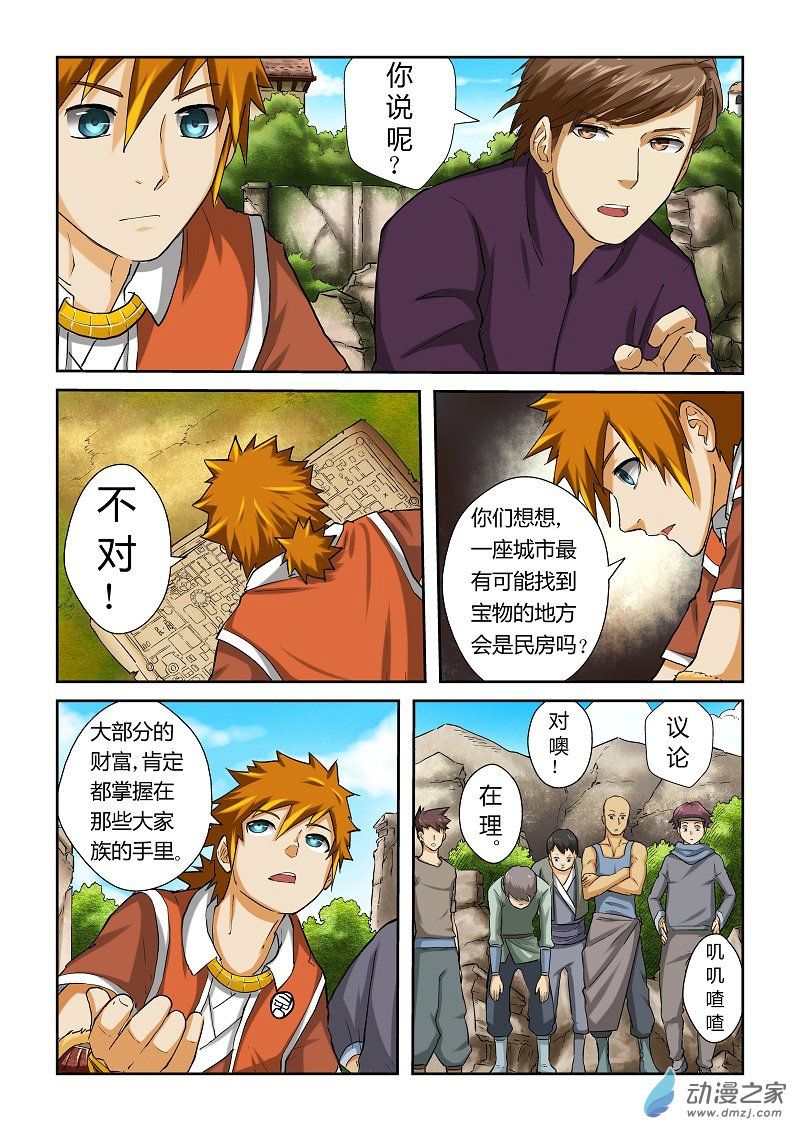 你说呢？
不对！
你们想想，
一座城市最
有可能找到
宝物的地方
会是民房吗？
大部分的
财富，肯定
都掌握在
那些大家
族的手里。
议论
对噢！
在理。
叽叽喳喳
动漫之家
www.dmzj.com